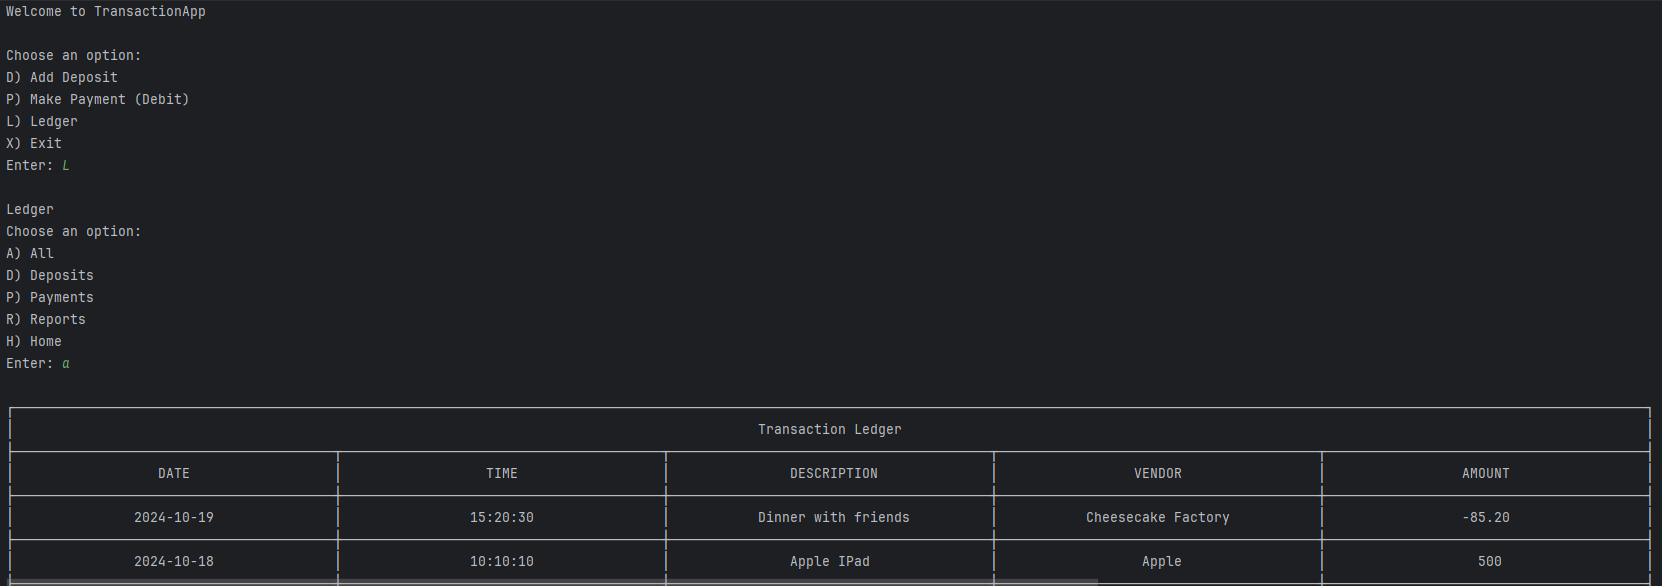 Welcome to TransactionApp
Choose an option:
D) Add Deposit
P) Make Payment (Debit)
L) Ledger
X) Exit
Enter: L
Ledger
Choose an option:
A) All
D) Deposits
P) Payments
R) Reports
H) Home
Enter: a
Transaction Ledger
DATE TIME DESCRIPTION VENDOR AMOUNT
2024-10-19 15:20:30 Dinner with friends Cheesecake Factory -85.20
2024-10-18 10:10:10 Apple IPad Apple 500